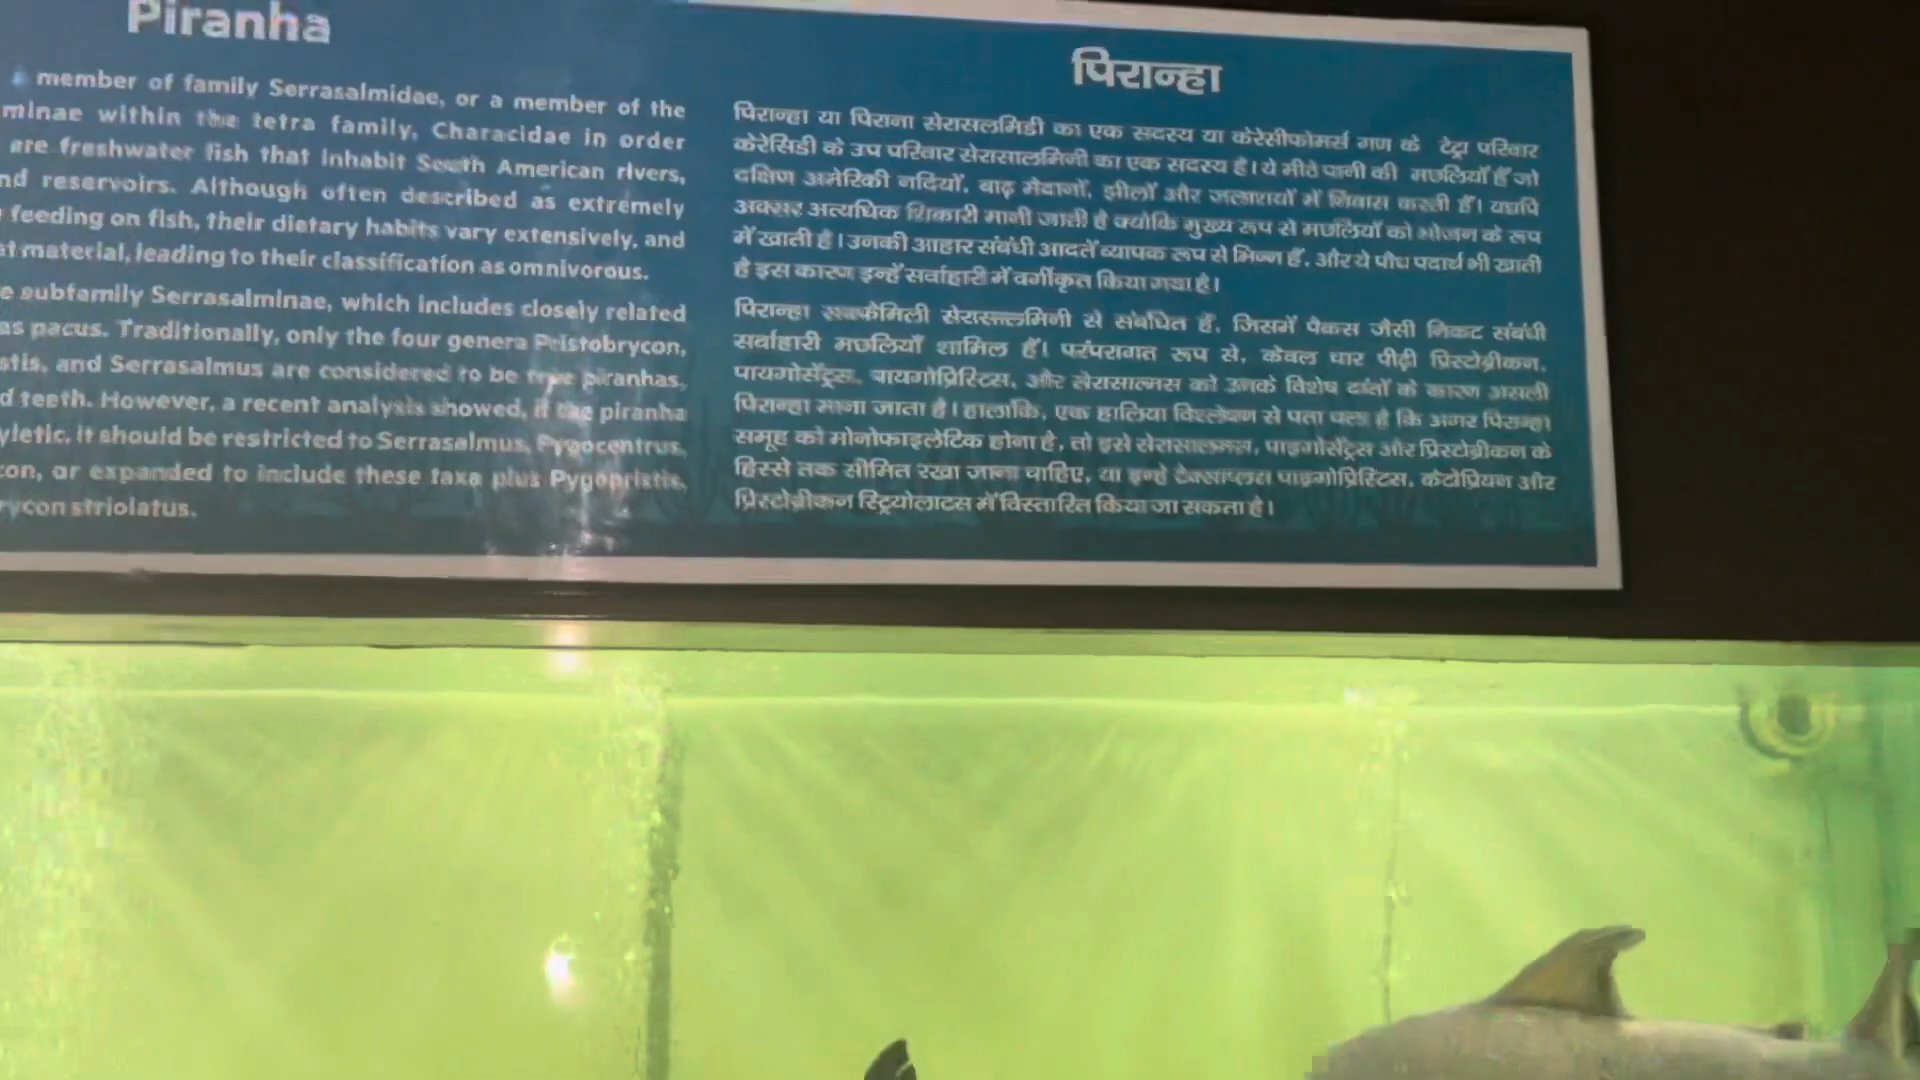 Piranha
member of family Serrasalmidae, or a member of the
minae within the tetra family, Characidae in order
are freshwater fish that inhabit South American rivers,
nd reservoirs. Although often described as extremely
feeding on fish, their dietary habits vary extensively, and
material, leading to their classification as omnivorous.
e subfamily Serrasalminae, which includes closely related
as pacus. Traditionally, only the four genera Pristobrycon,
stis, and Serrasalmus are considered to be true piranhas,
d teeth. However, a recent analysis showed, if the piranha
yletic, it should be restricted to Serrasalmus, Pygocentrus,
con, or expanded to include these taxa plus Pygopristis,
rycon striolatus.
पिरान्हा
पिरान्हा या पिराना सेरासलमिडी का एक सदस्य या केरेसीफोमर्स गण के टेट्रा परिवार
केरेसिडी के उप परिवार सेरासालमिनी का एक सदस्य है। ये मीठे पानी की मछलियाँ हैं जो
दक्षिण अमेरिकी नदियों, बाढ़ मैदानों, झीलों और जलाशयों में निवास करती हैं। यद्यपि
अक्सर अत्यधिक शिकारी मानी जाती है क्योंकि मुख्य रूप से मछलियों को भोजन के रूप
में खाती है। उनकी आहार संबंधी आदतें व्यापक रूप से भिन्न हैं, और ये पौध पदार्थ भी खाती
है इस कारण इन्हें सर्वाहारी में वर्गीकृत किया गया है।
पिरान्हा सबफैमिली सेरासालमिनी से संबंधित हैं, जिसमें पैकस जैसी निकट संबंधी
सर्वाहारी मछलियाँ शामिल हैं। परंपरागत रूप से, केवल चार पीढ़ी प्रिस्टोब्रीकन,
पायगोसेंट्रस, पायगोप्रिस्टिस, और सेरासाल्मस को उनके विशेष दांतों के कारण असली
पिरान्हा माना जाता है। हालांकि, एक हालिया विश्लेषण से पता चला है कि अगर पिरान्हा
समूह को मोनोफाइलेटिक होना है, तो इसे सेरासालमस, पाइगोसेंट्रस और प्रिस्टोब्रीकन के
हिस्से तक सीमित रखा जाना चाहिए, या इन्हे टैक्साप्लस पाइगोप्रिस्टिस, केटोप्रियन और
प्रिस्टोब्रीकन स्ट्रियोलाटस में विस्तारित किया जा सकता है।